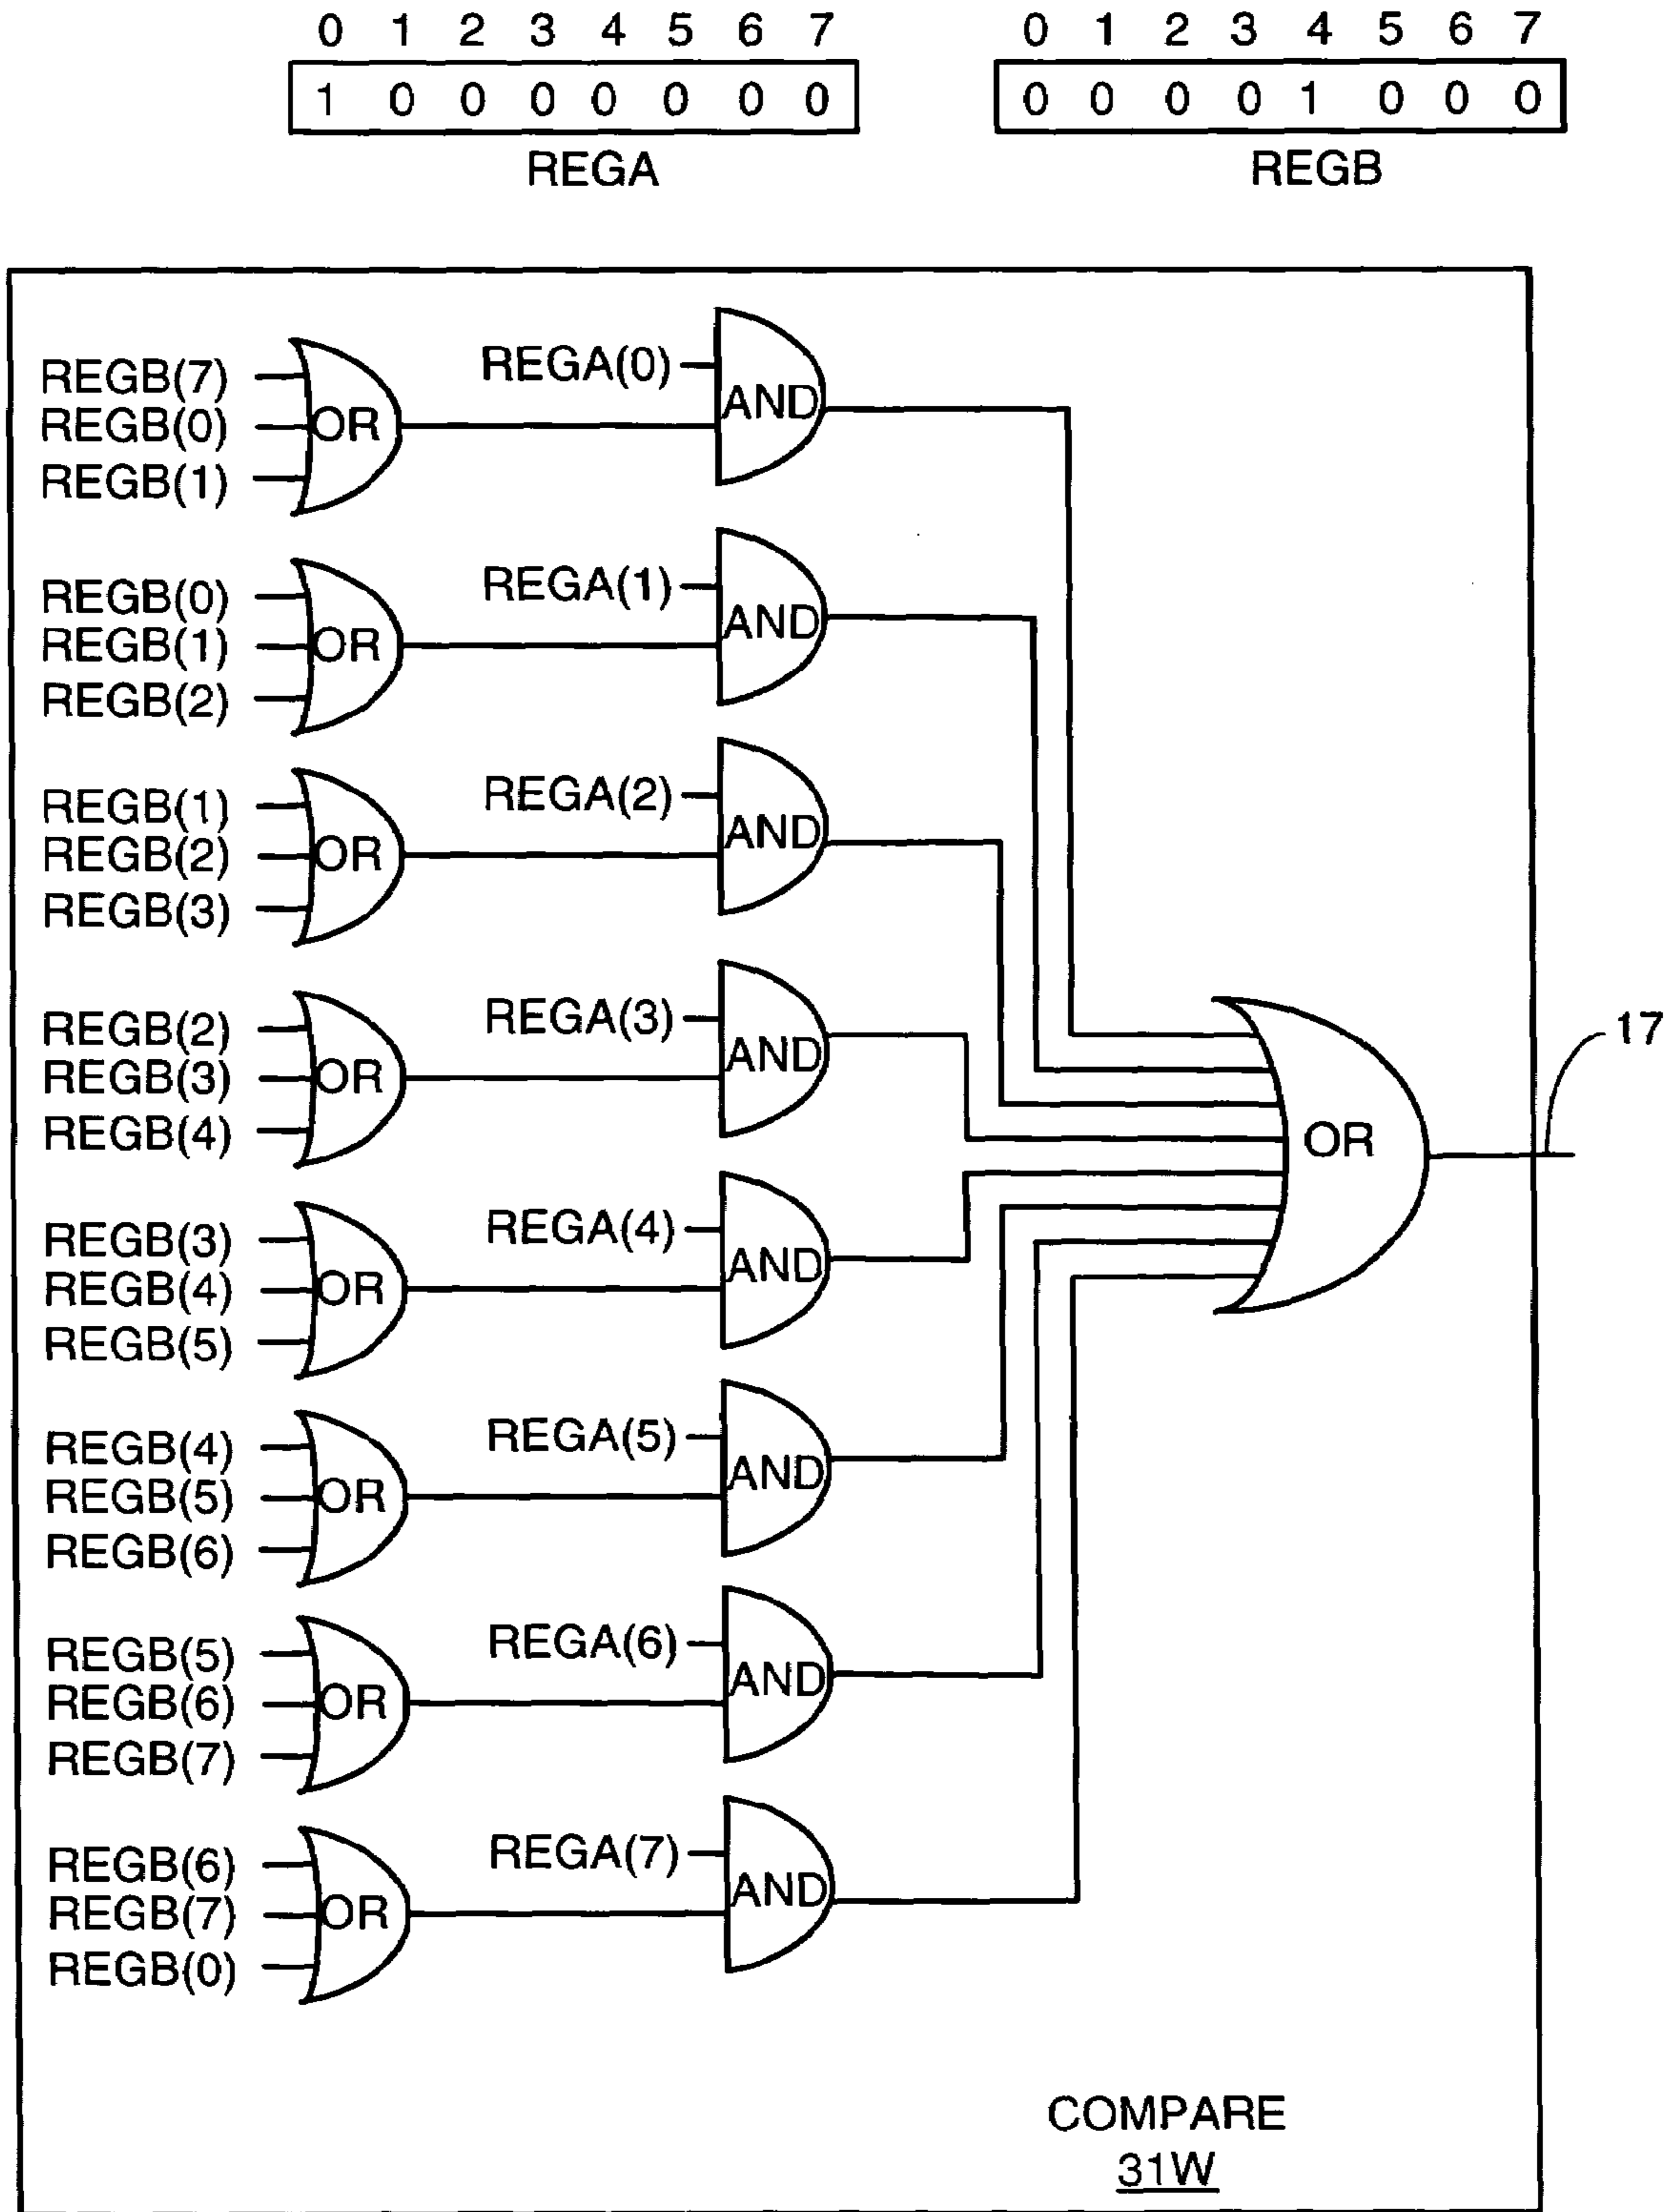 0 1 2 3 4 5 6 7
0 1 2 3 4 5 6 7
1 0 0 0 0 0 0 0
0 0 0 0 1 0 0 0
REGA
REGB
REGB(7)
REGB(0)
REGB(1)
OR
REGA(0)
AND
REGB(0)
REGB(1)
REGB(2)
OR
REGA(1)
AND
REGB(1)
REGB(2)
REGB(3)
OR
REGA(2)
AND
REGB(2)
REGB(3)
REGB(4)
OR
REGA(3)
AND
OR
17
REGB(3)
REGB(4)
REGB(5)
OR
REGA(4)
AND
REGB(4)
REGB(5)
REGB(6)
OR
REGA(5)
AND
REGB(5)
REGB(6)
REGB(7)
OR
REGA(6)
AND
REGB(6)
REGB(7)
REGB(0)
OR
REGA(7)
AND
COMPARE
31W